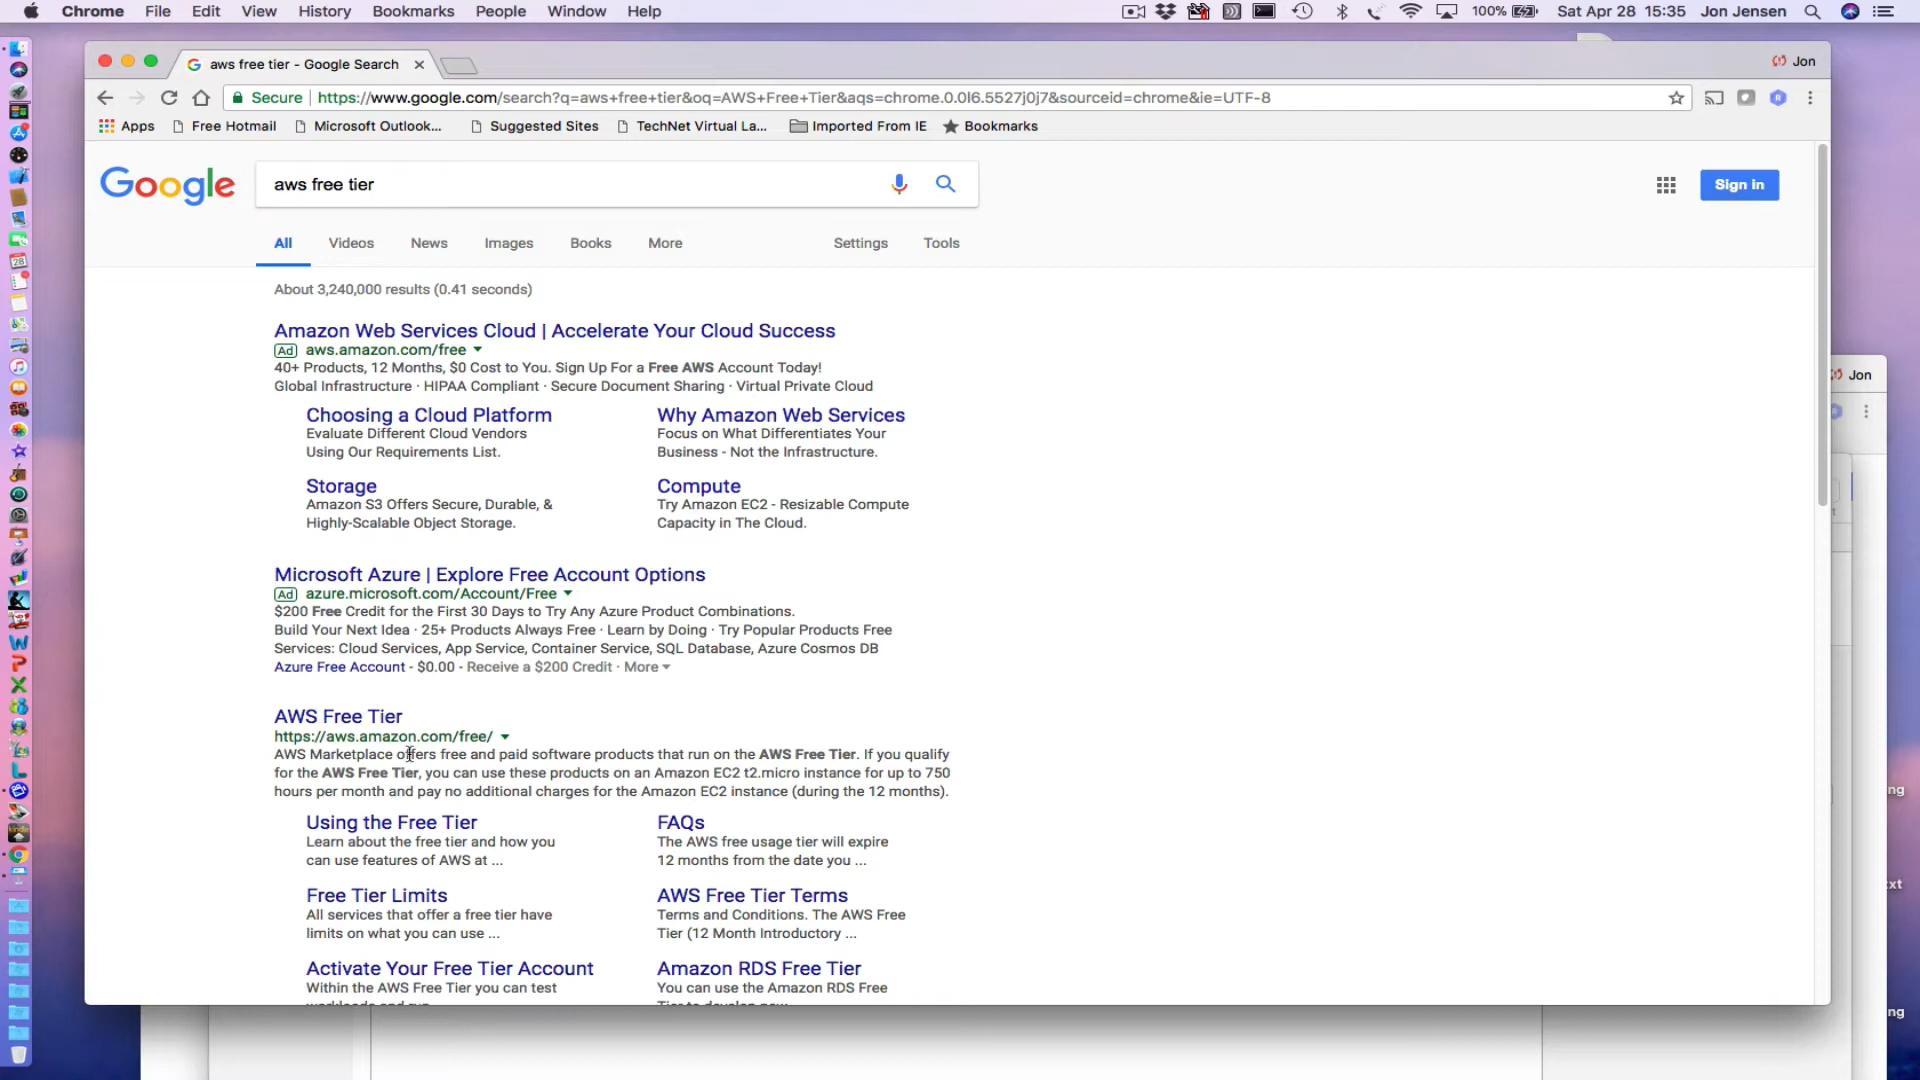 Chrome File Edit View History Bookmarks People Window Help 100% Sat Apr 28 15:35 Jon Jensen
aws free tier - Google Search Jon
Secure https://www.google.com/search?q=aws+free+tier&oq=AWS+Free+Tier&aqs=chrome.0.0l6.5527j0j7&sourceid=chrome&ie=UTF-8
Apps Free Hotmail Microsoft Outlook... Suggested Sites TechNet Virtual La... Imported From IE Bookmarks
Google aws free tier Sign in
All Videos News Images Books More Settings Tools
About 3,240,000 results (0.41 seconds)
Amazon Web Services Cloud | Accelerate Your Cloud Success
Ad aws.amazon.com/free
40+ Products, 12 Months, $0 Cost to You. Sign Up For a Free AWS Account Today!
Global Infrastructure · HIPAA Compliant · Secure Document Sharing · Virtual Private Cloud
Choosing a Cloud Platform
Evaluate Different Cloud Vendors
Using Our Requirements List.
Why Amazon Web Services
Focus on What Differentiates Your
Business - Not the Infrastructure.
Storage
Amazon S3 Offers Secure, Durable, &
Highly-Scalable Object Storage.
Compute
Try Amazon EC2 - Resizable Compute
Capacity in The Cloud.
Microsoft Azure | Explore Free Account Options
Ad azure.microsoft.com/Account/Free
$200 Free Credit for the First 30 Days to Try Any Azure Product Combinations.
Build Your Next Idea · 25+ Products Always Free · Learn by Doing · Try Popular Products Free
Services: Cloud Services, App Service, Container Service, SQL Database, Azure Cosmos DB
Azure Free Account - $0.00 - Receive a $200 Credit · More
AWS Free Tier
https://aws.amazon.com/free/
AWS Marketplace offers free and paid software products that run on the AWS Free Tier. If you qualify
for the AWS Free Tier, you can use these products on an Amazon EC2 t2.micro instance for up to 750
hours per month and pay no additional charges for the Amazon EC2 instance (during the 12 months).
Using the Free Tier
Learn about the free tier and how you
can use features of AWS at ...
FAQs
The AWS free usage tier will expire
12 months from the date you ...
Free Tier Limits
All services that offer a free tier have
limits on what you can use ...
AWS Free Tier Terms
Terms and Conditions. The AWS Free
Tier (12 Month Introductory ...
Activate Your Free Tier Account
Within the AWS Free Tier you can test
Amazon RDS Free Tier
You can use the Amazon RDS Free
Jon